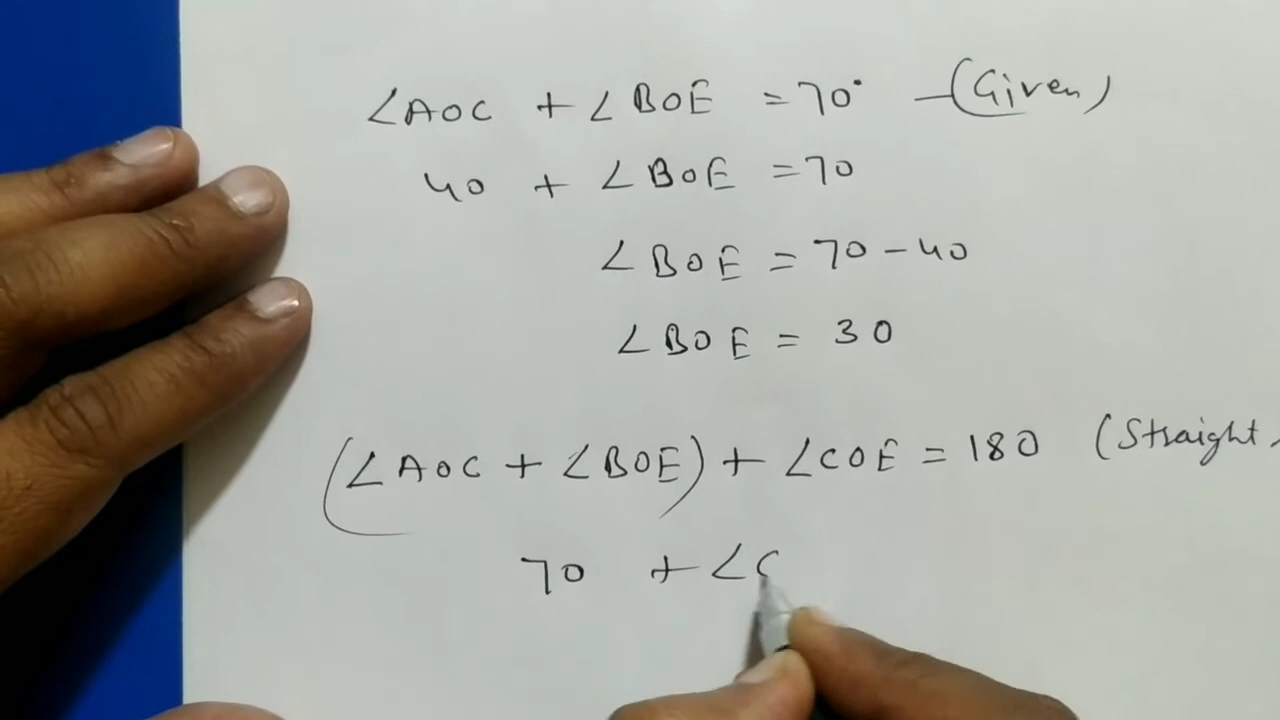 ∠AOC + ∠BOE = 70° - (Given)
40 + ∠BOE = 70
∠BOE = 70 - 40
∠BOE = 30
(∠AOC + ∠BOE) + ∠COE = 180 (Straight
70 + ∠C